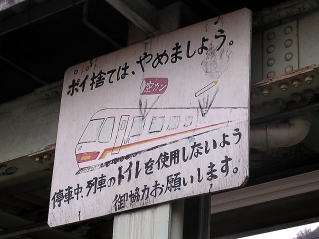 ポイ捨ては、やめましょう。
空カン
停車中、列車のトイレを使用しないよう
御協力お願いします。